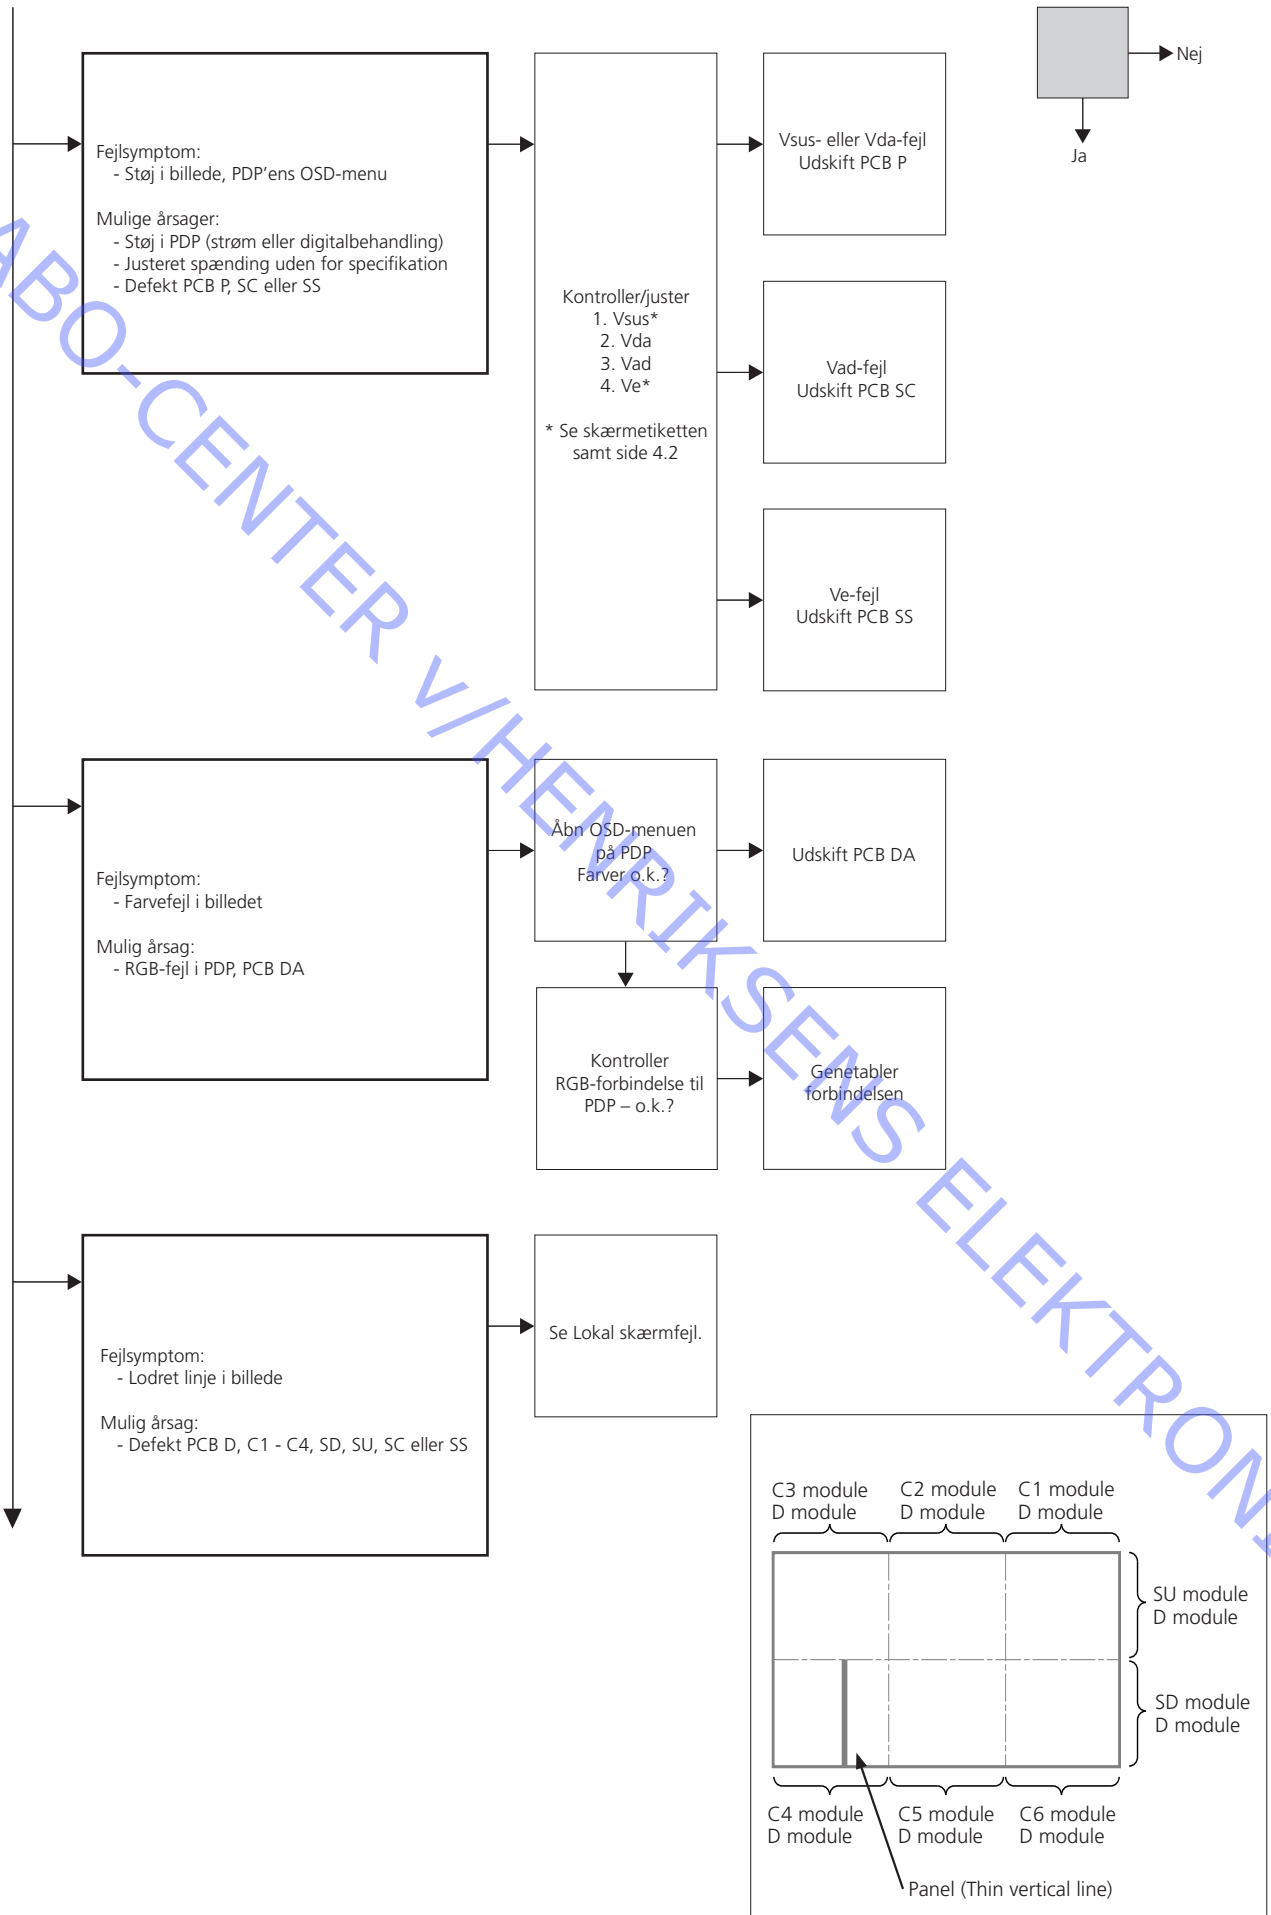 Nej
Ja
Fejlsymptom:
- Støj i billede, PDP’ens OSD-menu
Mulige årsager:
- Støj i PDP (strøm eller digitalbehandling)
- Justeret spænding uden for specifikation
- Defekt PCB P, SC eller SS
Kontroller/juster
1. Vsus*
2. Vda
3. Vad
4. Ve*
* Se skærmetiketten
samt side 4.2
Vsus- eller Vda-fejl
Udskift PCB P
Vad-fejl
Udskift PCB SC
Ve-fejl
Udskift PCB SS
Fejlsymptom:
- Farvefejl i billedet
Mulig årsag:
- RGB-fejl i PDP, PCB DA
Åbn OSD-menuen
på PDP
Farver o.k.?
Udskift PCB DA
Kontroller
RGB-forbindelse til
PDP – o.k.?
Genetabler
forbindelsen
Fejlsymptom:
- Lodret linje i billede
Mulig årsag:
- Defekt PCB D, C1 - C4, SD, SU, SC eller SS
Se Lokal skærmfejl.
C3 module
D module
C2 module
D module
C1 module
D module
SU module
D module
SD module
D module
C4 module
D module
C5 module
D module
C6 module
D module
Panel (Thin vertical line)
ABO-CENTER v/HENRIKSENS ELEKTRON